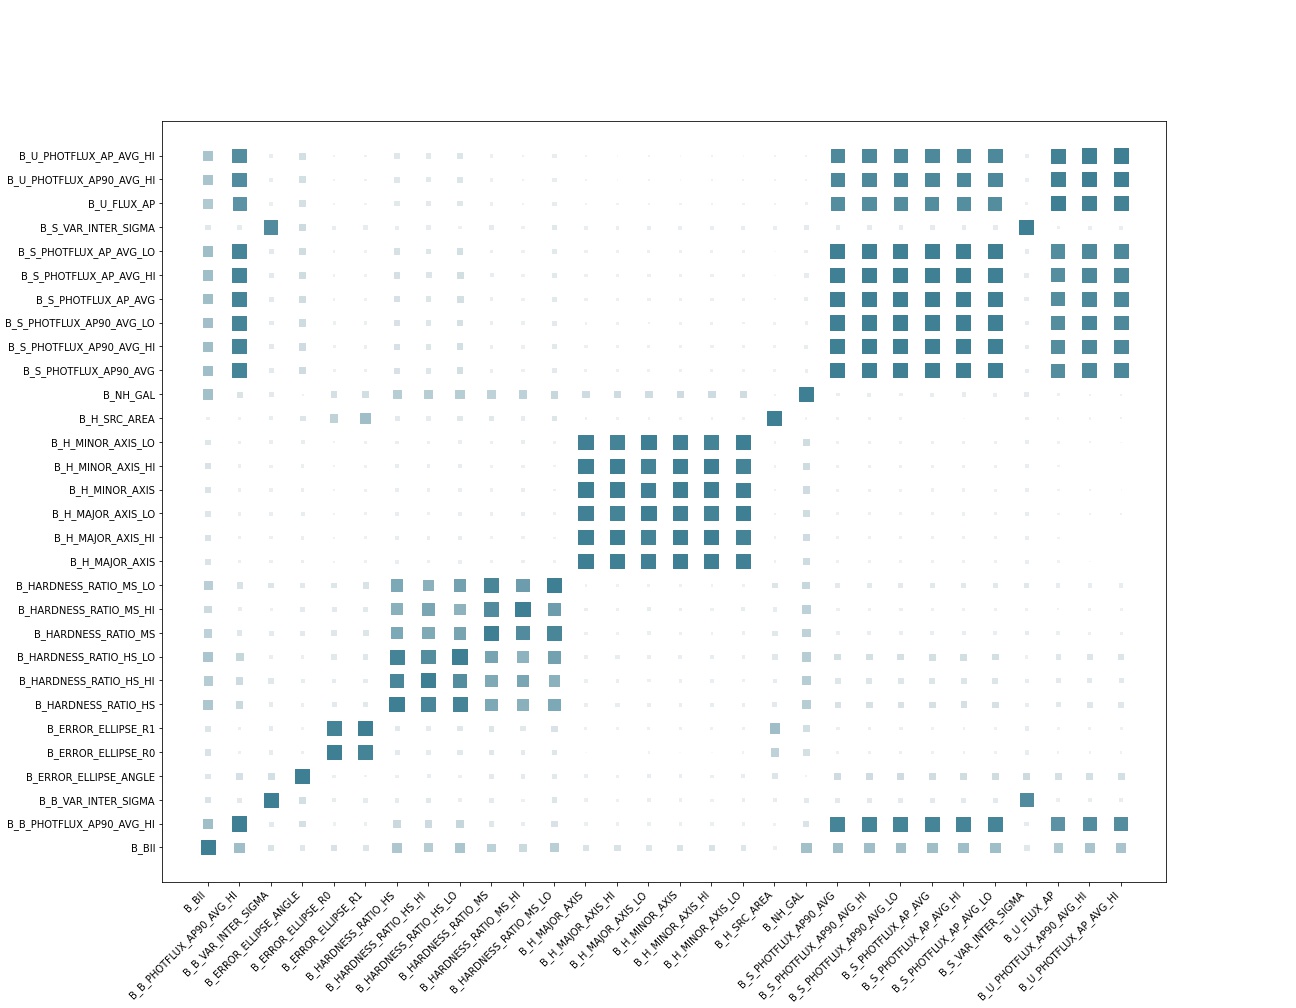 B_U_PHOTFLUX_AP_AVG_HI
B_U_PHOTFLUX_AP90_AVG_HI
B_U_FLUX_AP
B_S_VAR_INTER_SIGMA
B_S_PHOTFLUX_AP_AVG_LO
B_S_PHOTFLUX_AP_AVG_HI
B_S_PHOTFLUX_AP_AVG
B_S_PHOTFLUX_AP90_AVG_LO
B_S_PHOTFLUX_AP90_AVG_HI
B_S_PHOTFLUX_AP90_AVG
B_NH_GAL
B_H_SRC_AREA
B_H_MINOR_AXIS_LO
B_H_MINOR_AXIS_HI
B_H_MINOR_AXIS
B_H_MAJOR_AXIS_LO
B_H_MAJOR_AXIS_HI
B_H_MAJOR_AXIS
B_HARDNESS_RATIO_MS_LO
B_HARDNESS_RATIO_MS_HI
B_HARDNESS_RATIO_MS
B_HARDNESS_RATIO_HS_LO
B_HARDNESS_RATIO_HS_HI
B_HARDNESS_RATIO_HS
B_ERROR_ELLIPSE_R1
B_ERROR_ELLIPSE_R0
B_ERROR_ELLIPSE_ANGLE
B_B_VAR_INTER_SIGMA
B_B_PHOTFLUX_AP90_AVG_HI
B_BII
B_BII
B_B_PHOTFLUX_AP90_AVG_HI
B_B_VAR_INTER_SIGMA
B_ERROR_ELLIPSE_ANGLE
B_ERROR_ELLIPSE_R0
B_ERROR_ELLIPSE_R1
B_HARDNESS_RATIO_HS
B_HARDNESS_RATIO_HS_HI
B_HARDNESS_RATIO_HS_LO
B_HARDNESS_RATIO_MS
B_HARDNESS_RATIO_MS_HI
B_HARDNESS_RATIO_MS_LO
B_H_MAJOR_AXIS
B_H_MAJOR_AXIS_HI
B_H_MAJOR_AXIS_LO
B_H_MINOR_AXIS
B_H_MINOR_AXIS_HI
B_H_MINOR_AXIS_LO
B_H_SRC_AREA
B_NH_GAL
B_S_PHOTFLUX_AP90_AVG
B_S_PHOTFLUX_AP90_AVG_HI
B_S_PHOTFLUX_AP90_AVG_LO
B_S_PHOTFLUX_AP_AVG
B_S_PHOTFLUX_AP_AVG_HI
B_S_PHOTFLUX_AP_AVG_LO
B_S_VAR_INTER_SIGMA
B_U_FLUX_AP
B_U_PHOTFLUX_AP90_AVG_HI
B_U_PHOTFLUX_AP_AVG_HI